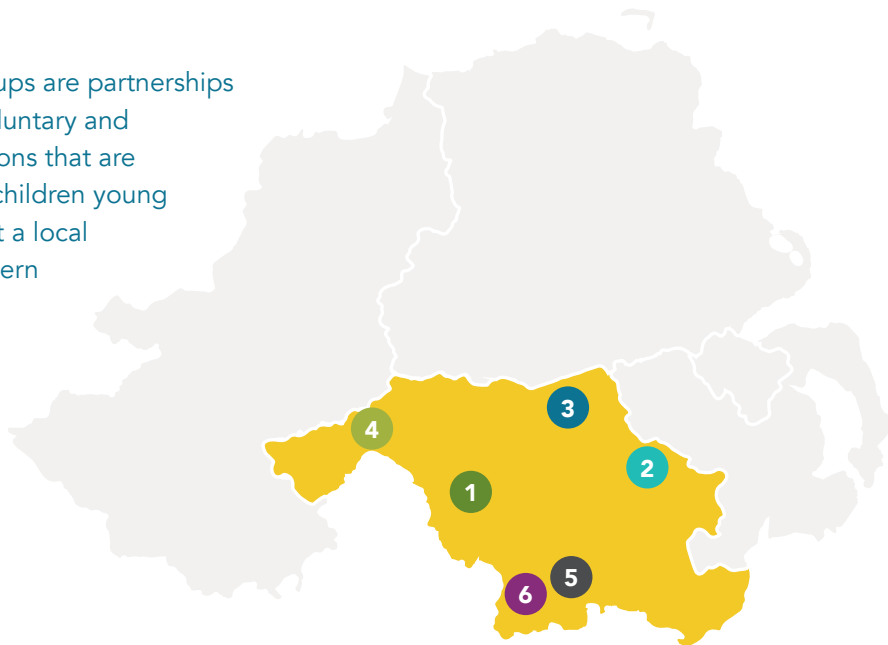 ups are partnerships
luntary and
ons that are
children young
t a local
ern
3
4
2
1
5
6